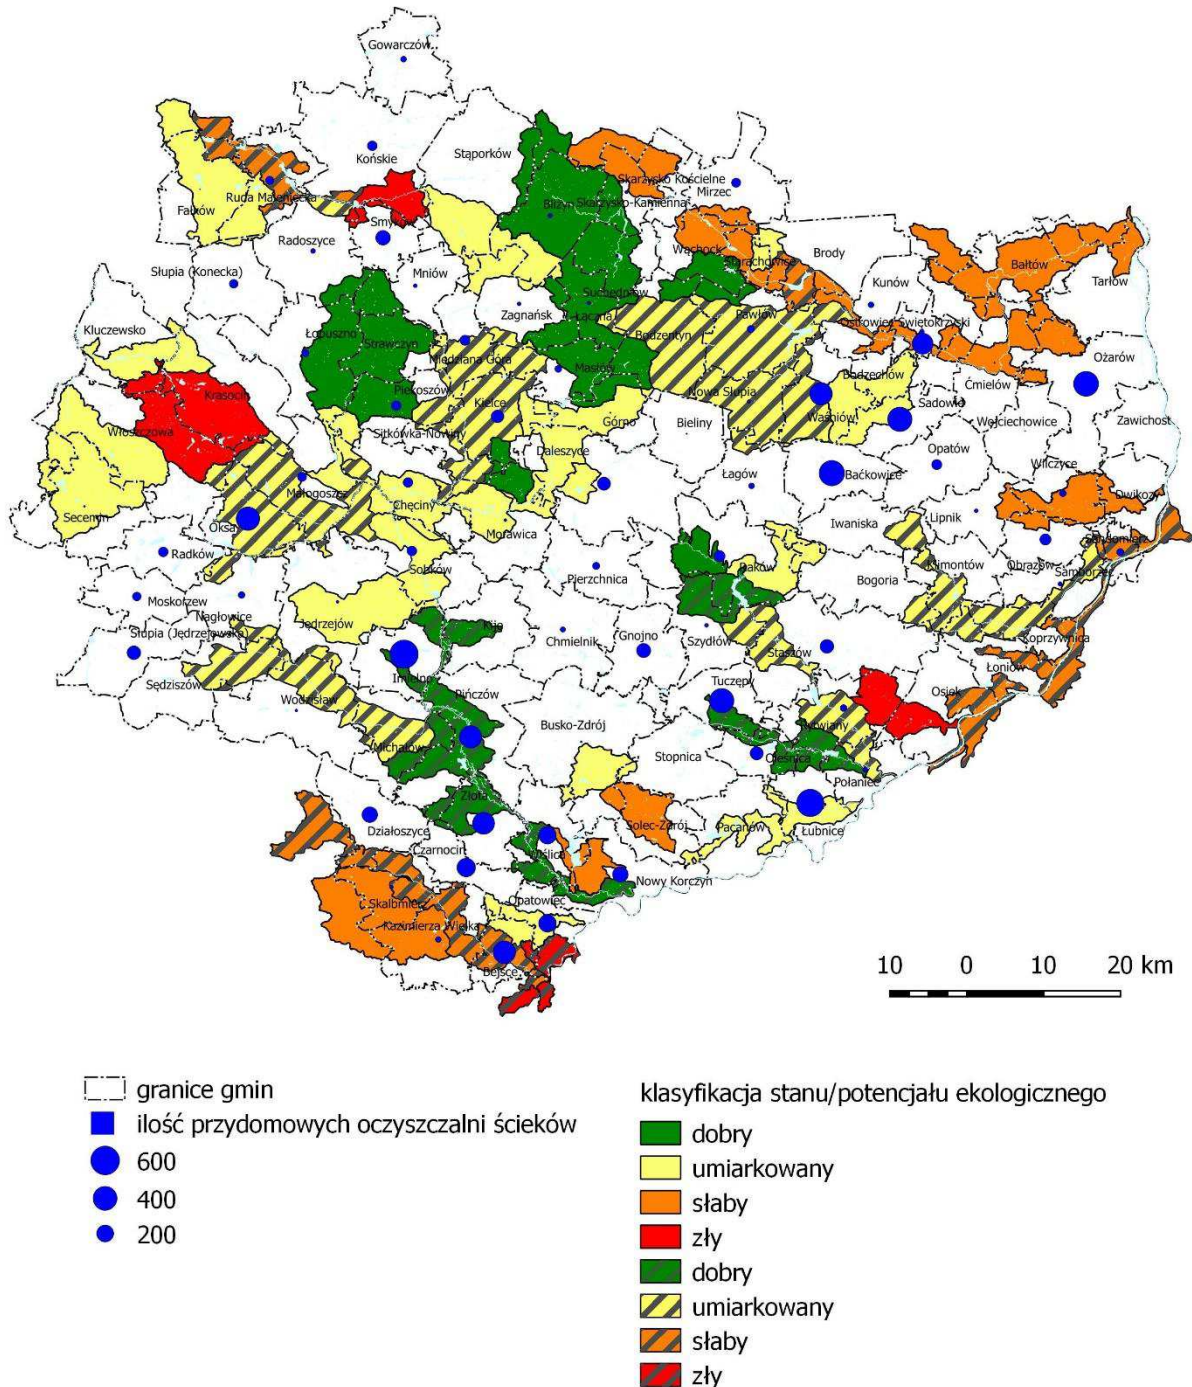 Gowarczów
Końskie
Stąporków
Skarżysko Kościelne
Mirzec
Ruda Maleniecka
Fałków
Smyków
Bliżyn
Skarżysko-Kamienna
Radoszyce
Wąchock
Starachowice
Brody
Bałtów
Tarłów
Słupia (Konecka)
Mniów
Suchedniów
Kunów
Kluczewsko
Zagnańsk
Łączna
Bodzentyn
Pawłów
Ostrowiec Świętokrzyski
Łopuszno
Strawczyn
Miedziana Góra
Masłów
Bodzechów
Ćmielów
Ożarów
Krasocin
Piekoszów
Kielce
Nowa Słupia
Waśniów
Sadowie
Wojciechowice
Zawichost
Włoszczowa
Sitkówka-Nowiny
Górno
Bieliny
Daleszyce
Łagów
Baćkowice
Opatów
Wilczyce
Dwikozy
Małogoszcz
Chęciny
Secemin
Oksa
Morawica
Iwaniska
Lipnik
Sandomierz
Radków
Sobków
Pierzchnica
Raków
Bogoria
Klimontów
Obrazów
Samborzec
Moskorzew
Nagłowice
Jędrzejów
Słupia (Jędrzejowska)
Kije
Chmielnik
Gnojno
Szydłów
Staszów
Koprzywnica
Łoniów
Sędziszów
Imielno
Wodzisław
Pińczów
Tuczępy
Osiek
Rytwiany
Michałów
Busko-Zdrój
Stopnica
Oleśnica
Połaniec
Złota
Działoszyce
Solec-Zdrój
Pacanów
Łubnice
Czarnocin
Wiślica
Nowy Korczyn
Skalbmierz
Opatowiec
Kazimierza Wielka
Bejsce
10 0 10 20 km
granice gmin
ilość przydomowych oczyszczalni ścieków
600
400
200
klasyfikacja stanu/potencjału ekologicznego
dobry
umiarkowany
słaby
zły
dobry
umiarkowany
słaby
zły